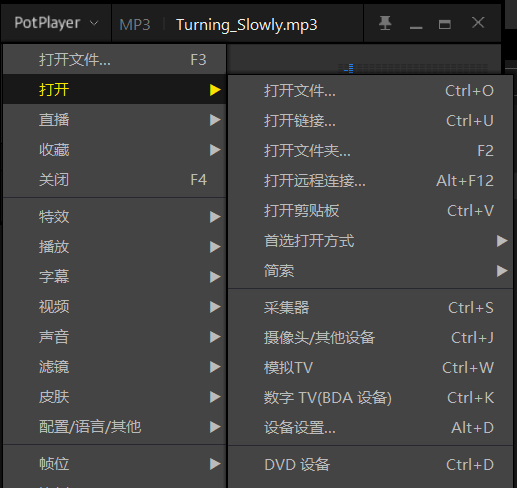 PotPlayer MP3 Turning_Slowly.mp3
打开文件... F3
打开
直播
收藏
关闭 F4
特效
播放
字幕
视频
声音
滤镜
皮肤
配置/语言/其他
帧位
打开文件... Ctrl+O
打开链接... Ctrl+U
打开文件夹... F2
打开远程连接... Alt+F12
打开剪贴板 Ctrl+V
首选打开方式
简索
采集器 Ctrl+S
摄像头/其他设备 Ctrl+J
模拟TV Ctrl+W
数字 TV(BDA 设备) Ctrl+K
设备设置... Alt+D
DVD 设备 Ctrl+D